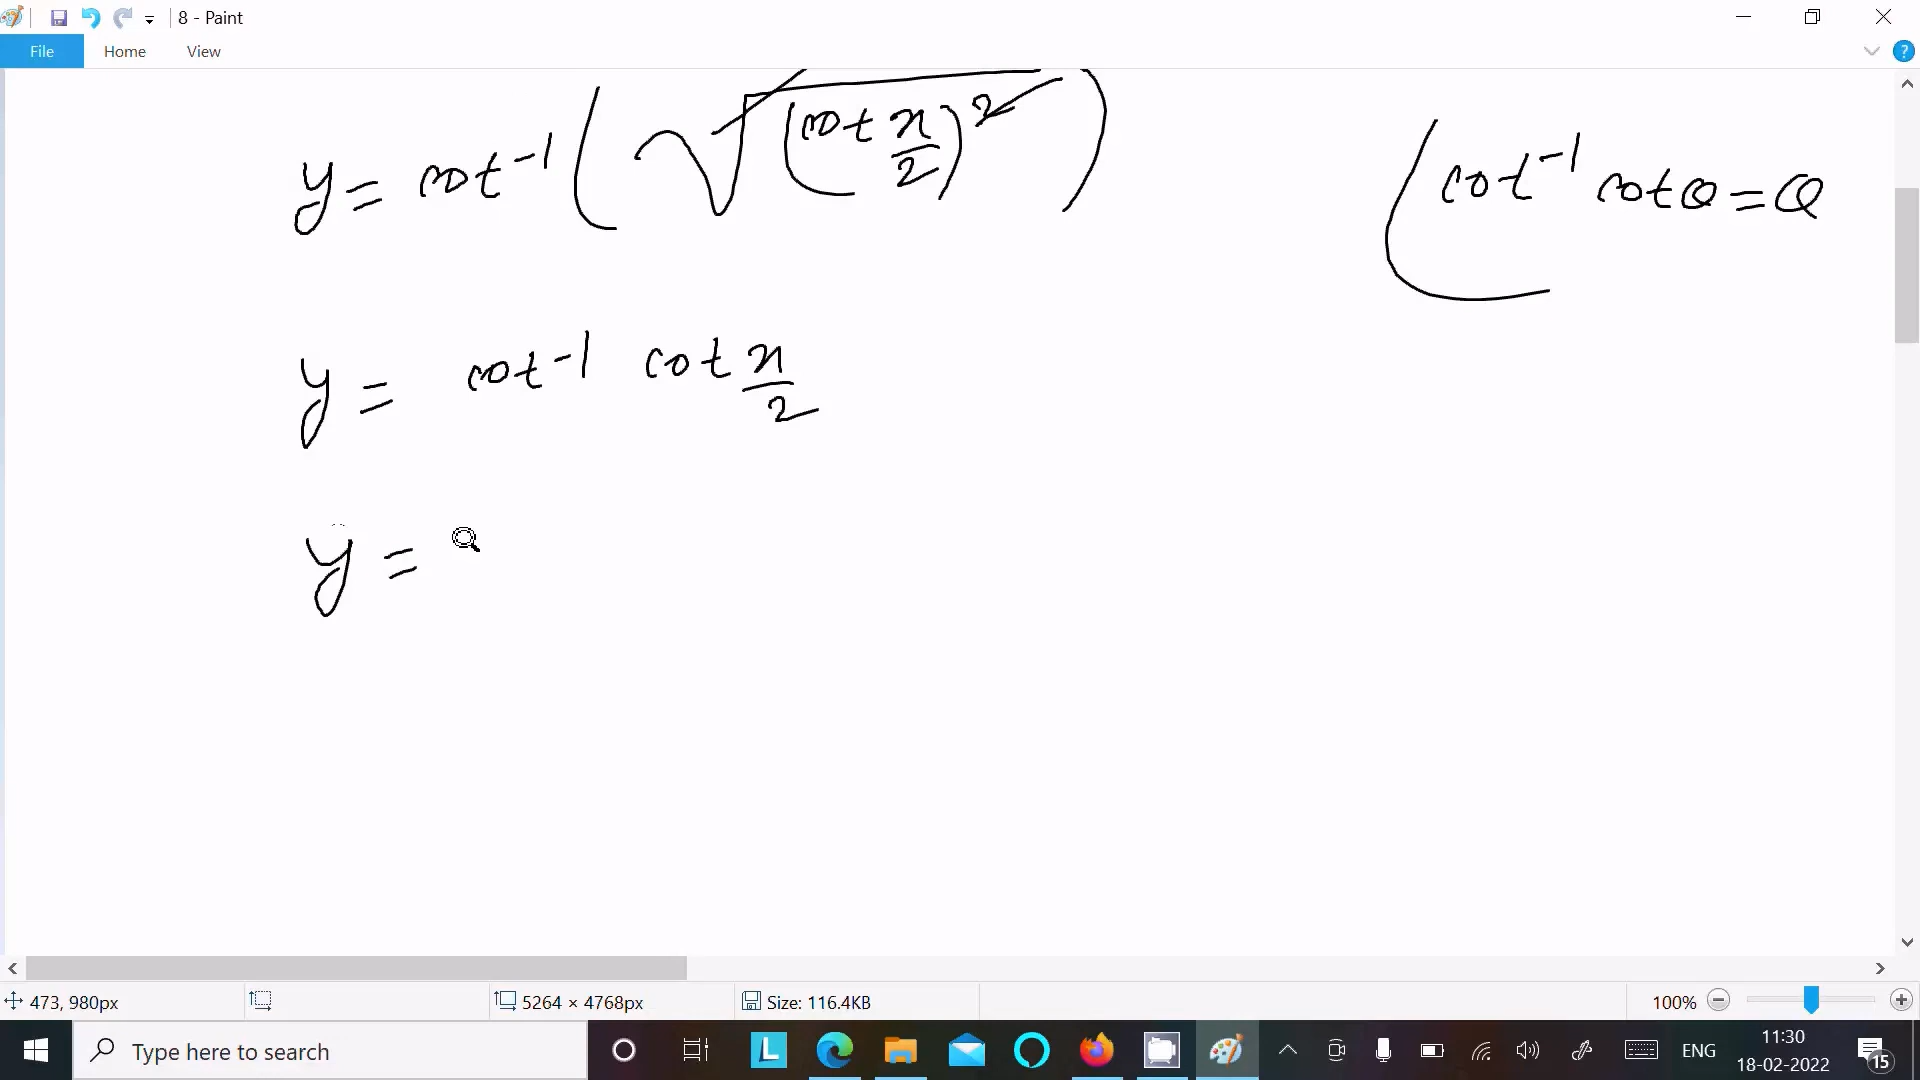 8 - Paint
File Home View
y = cot⁻¹ ( √(cot x/2)² )
( cot⁻¹ cot θ = θ
y = cot⁻¹ cot x/2
y =
473, 980px 5264 × 4768px Size: 116.4KB 100%
Type here to search
L
ENG
11:30
18-02-2022
15